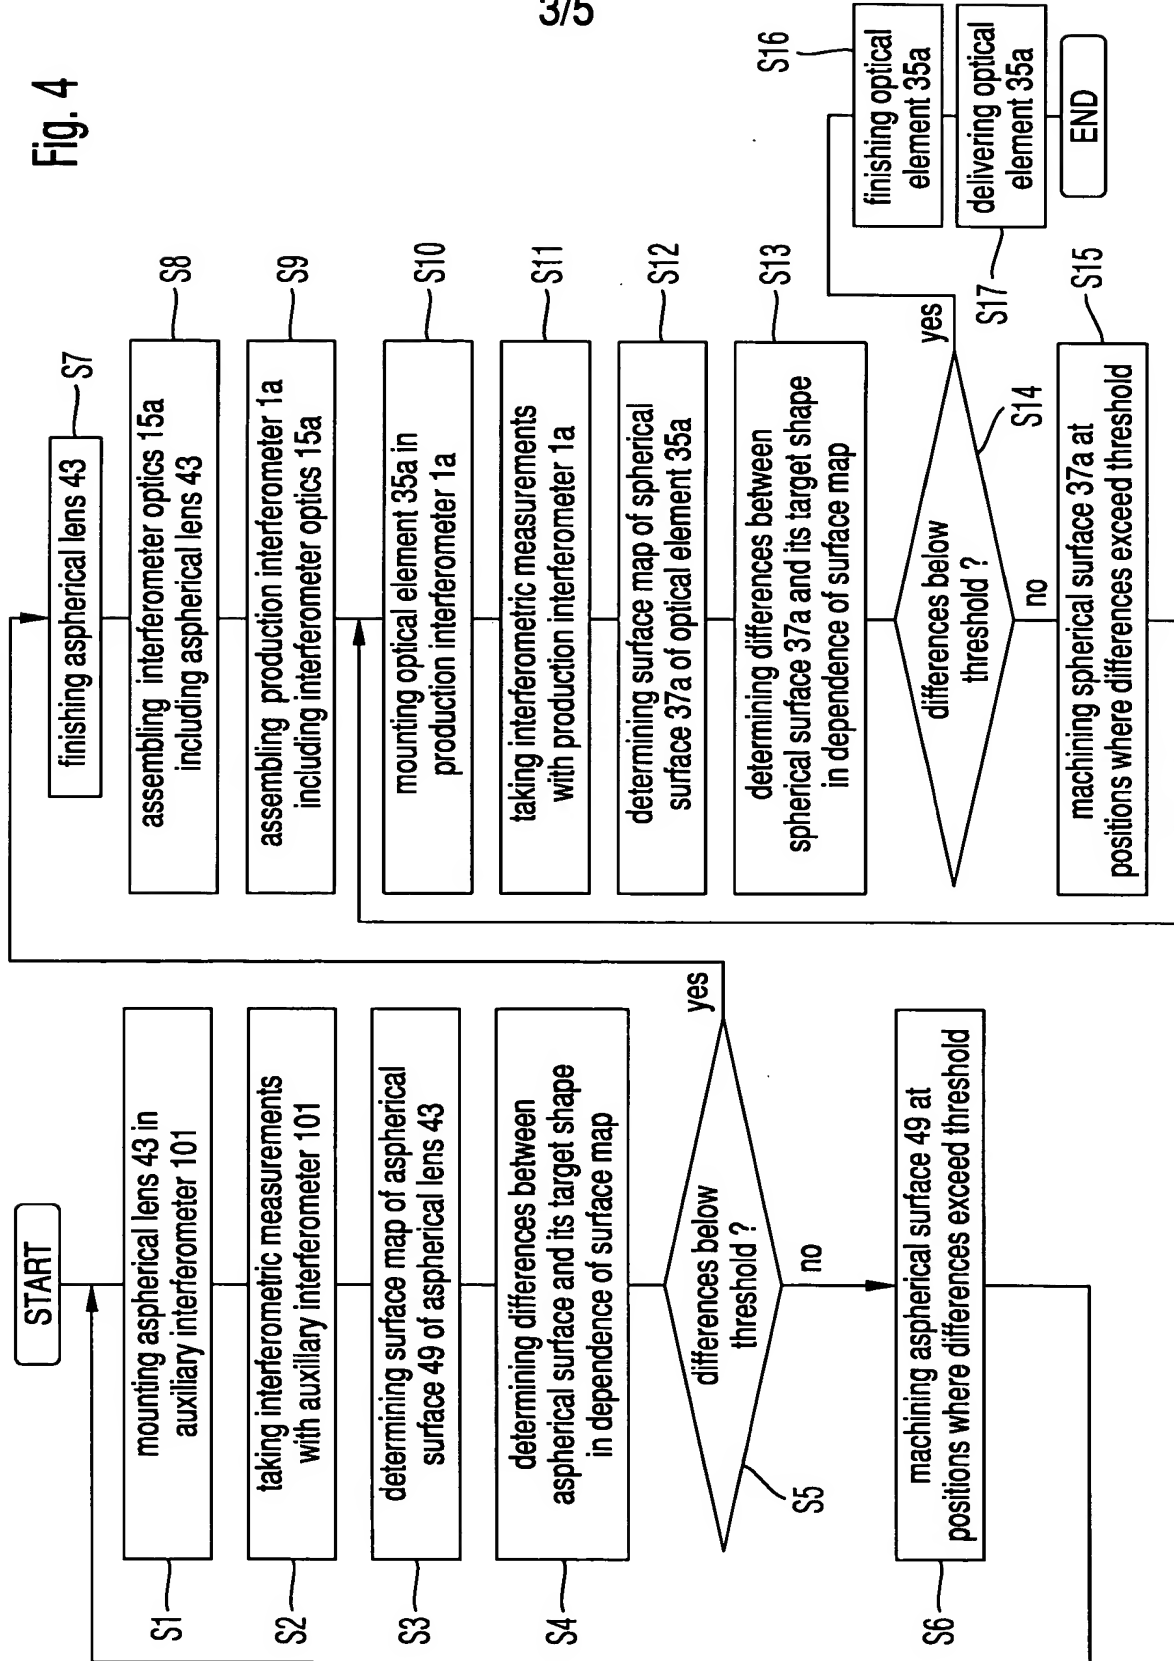 3/5
Fig. 4
START
mounting aspherical lens 43 in
auxiliary interferometer 101
S1
taking interferometric measurements
with auxiliary interferometer 101
S2
determining surface map of aspherical
surface 49 of aspherical lens 43
S3
determining differences between
aspherical surface and its target shape
in dependence of surface map
S4
differences below
threshold ?
yes
no
S5
machining aspherical surface 49 at
positions where differences exceed threshold
S6
finishing aspherical lens 43
S7
assembling interferometer optics 15a
including aspherical lens 43
S8
assembling production interferometer 1a
including interferometer optics 15a
S9
mounting optical element 35a in
production interferometer 1a
S10
taking interferometric measurements
with production interferometer 1a
S11
determining surface map of spherical
surface 37a of optical element 35a
S12
determining differences between
spherical surface 37a and its target shape
in dependence of surface map
S13
differences below
threshold ?
yes
no
S14
machining spherical surface 37a at
positions where differences exceed threshold
S15
finishing optical
element 35a
S16
delivering optical
element 35a
S17
END